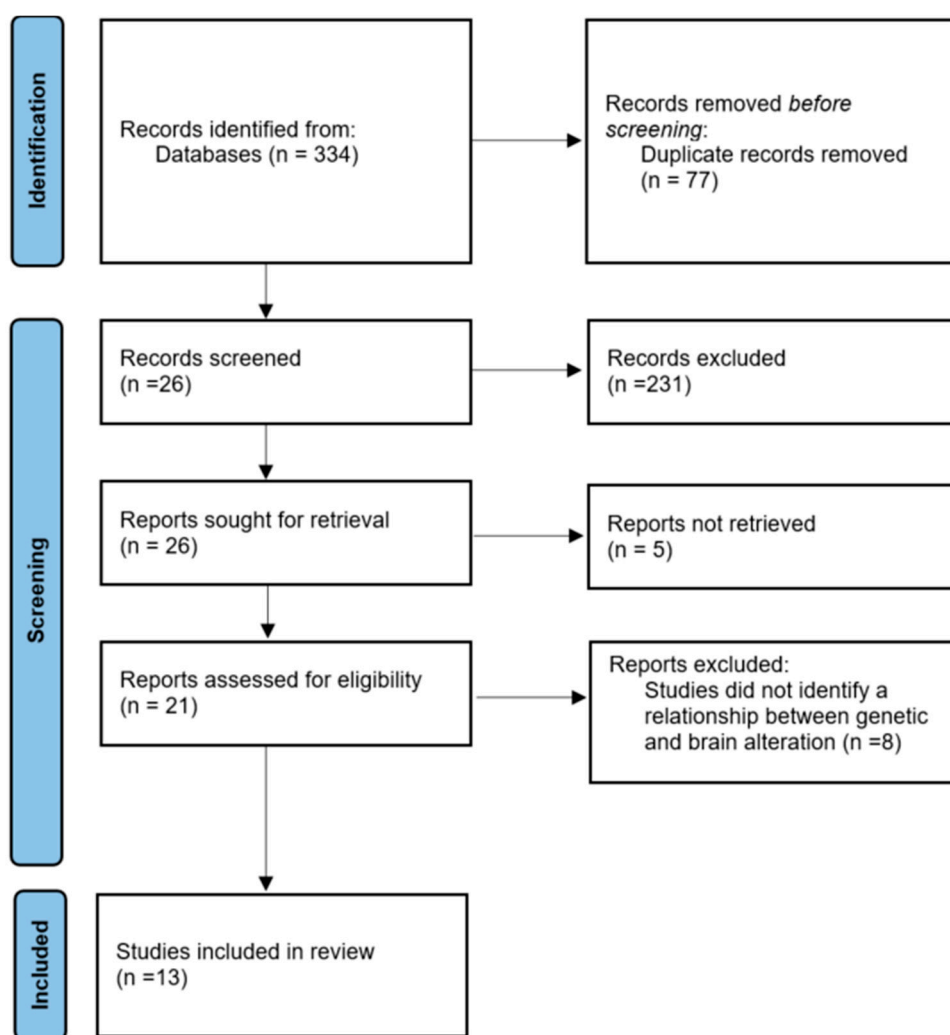 Identification
Records identified from:
Databases (n = 334)
Records removed before
screening:
Duplicate records removed
(n = 77)
Screening
Records screened
(n =26)
Records excluded
(n =231)
Reports sought for retrieval
(n = 26)
Reports not retrieved
(n = 5)
Reports assessed for eligibility
(n = 21)
Reports excluded:
Studies did not identify a
relationship between genetic
and brain alteration (n =8)
Included
Studies included in review
(n =13)